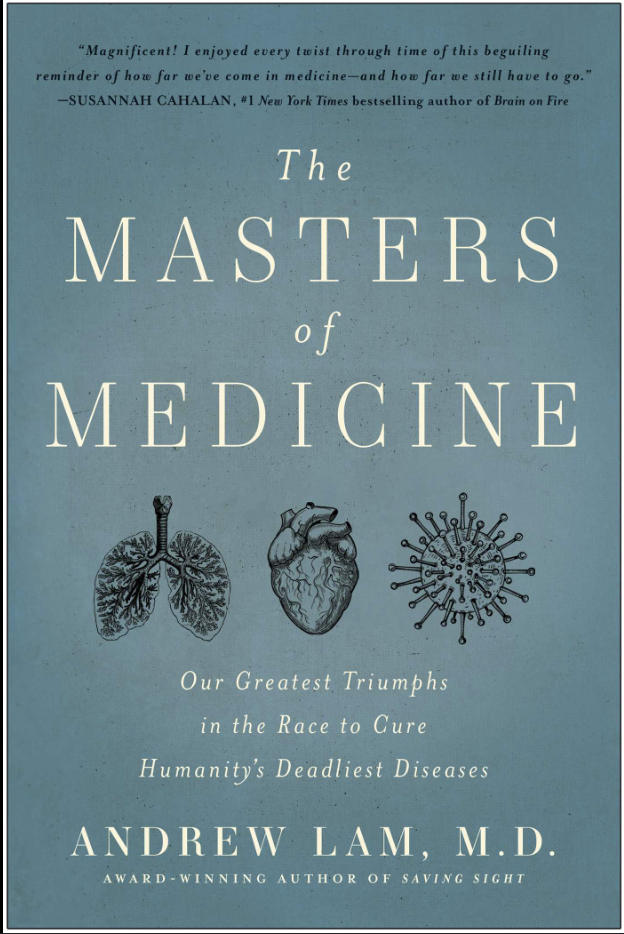 “Magnificent! I enjoyed every twist through time of this beguiling
reminder of how far we’ve come in medicine—and how far we still have to go.”
—SUSANNAH CAHALAN, #1 New York Times bestselling author of Brain on Fire
The
MASTERS
of
MEDICINE
Our Greatest Triumphs
in the Race to Cure
Humanity’s Deadliest Diseases
ANDREW LAM, M.D.
AWARD-WINNING AUTHOR OF SAVING SIGHT